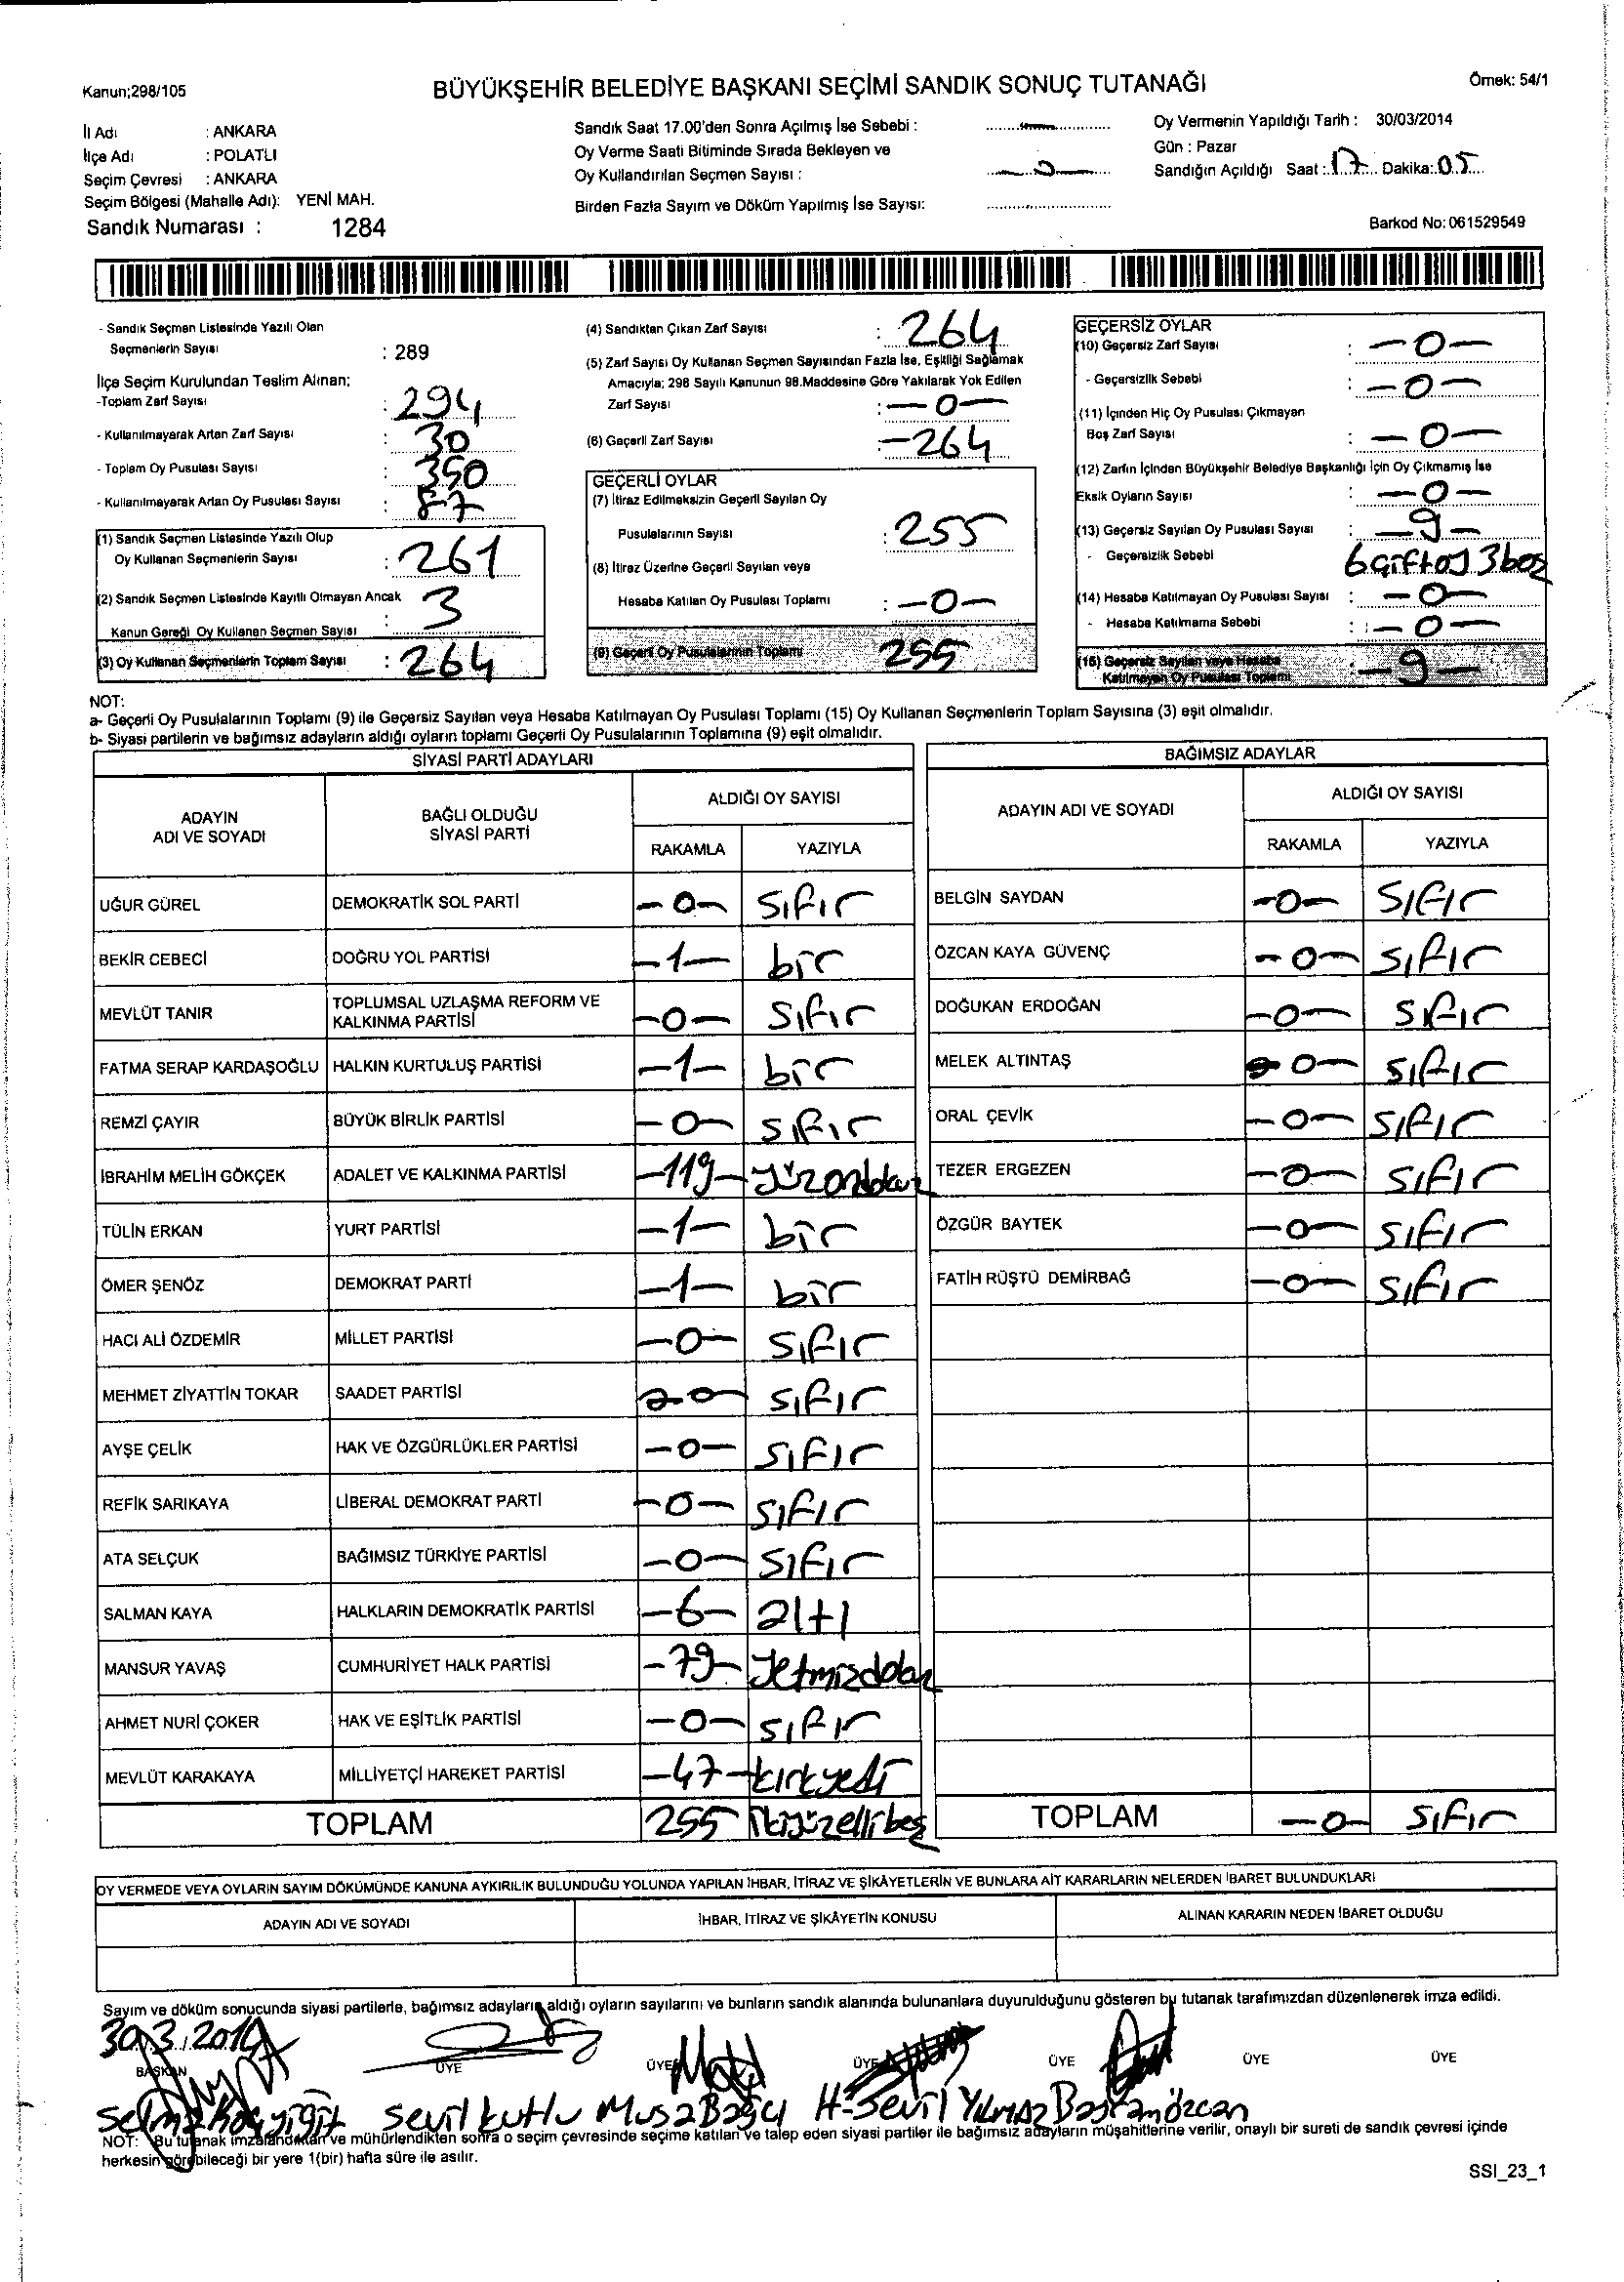 Kanun;298/105
BÜYÜKŞEHİR BELEDİYE BAŞKANI SEÇİMİ SANDIK SONUÇ TUTANAĞI
Örnek: 54/1
İl Adı : ANKARA
İlçe Adı : POLATLI
Seçim Çevresi : ANKARA
Seçim Bölgesi (Mahalle Adı): YENİ MAH.
Sandık Numarası : 1284
Sandık Saat 17.00'den Sonra Açılmış İse Sebebi :
Oy Verme Saati Bitiminde Sırada Bekleyen ve
Oy Kullandırılan Seçmen Sayısı : —0—
Birden Fazla Sayım ve Döküm Yapılmış İse Sayısı:
Oy Vermenin Yapıldığı Tarih : 30/03/2014
Gün : Pazar
Sandığın Açıldığı Saat : 17 Dakika: 05
Barkod No: 061529549
- Sandık Seçmen Listesinde Yazılı Olan
Seçmenlerin Sayısı : 289
İlçe Seçim Kurulundan Teslim Alınan;
-Toplam Zarf Sayısı : 294
- Kullanılmayarak Artan Zarf Sayısı : 30
- Toplam Oy Pusulası Sayısı : 350
- Kullanılmayarak Artan Oy Pusulası Sayısı : 87
(1) Sandık Seçmen Listesinde Yazılı Olup
Oy Kullanan Seçmenlerin Sayısı : 261
(2) Sandık Seçmen Listesinde Kayıtlı Olmayan Ancak
Kanun Gereği Oy Kullanan Seçmen Sayısı : 3
(3) Oy Kullanan Seçmenlerin Toplam Sayısı : 264
(4) Sandıktan Çıkan Zarf Sayısı : 264
(5) Zarf Sayısı Oy Kullanan Seçmen Sayısından Fazla İse, Eşitliği Sağlamak
Amacıyla; 298 Sayılı Kanunun 98.Maddesine Göre Yakılarak Yok Edilen
Zarf Sayısı : —0—
(6) Geçerli Zarf Sayısı : —264
GEÇERLİ OYLAR
(7) İtiraz Edilmeksizin Geçerli Sayılan Oy
Pusulalarının Sayısı : 255
(8) İtiraz Üzerine Geçerli Sayılan veya
Hesaba Katılan Oy Pusulası Toplamı : —0—
(9) Geçerli Oy Pusulalarının Toplamı 255
GEÇERSİZ OYLAR
(10) Geçersiz Zarf Sayısı : —0—
- Geçersizlik Sebebi : —0—
(11) İçinden Hiç Oy Pusulası Çıkmayan
Boş Zarf Sayısı : —0—
(12) Zarfın İçinden Büyükşehir Belediye Başkanlığı İçin Oy Çıkmamış İse
Eksik Oyların Sayısı : —0—
(13) Geçersiz Sayılan Oy Pusulası Sayısı : —9—
- Geçersizlik Sebebi 6 çift oy 3 boş
(14) Hesaba Katılmayan Oy Pusulası Sayısı : —0—
- Hesaba Katılmama Sebebi : —0—
(15) Geçersiz Sayılan veya Hesaba
Katılmayan Oy Pusulası Toplamı : —9—
NOT:
a- Geçerli Oy Pusulalarının Toplamı (9) ile Geçersiz Sayılan veya Hesaba Katılmayan Oy Pusulası Toplamı (15) Oy Kullanan Seçmenlerin Toplam Sayısına (3) eşit olmalıdır.
b- Siyasi partilerin ve bağımsız adayların aldığı oyların toplamı Geçerli Oy Pusulalarının Toplamına (9) eşit olmalıdır.
SİYASİ PARTİ ADAYLARI
ADAYIN ADI VE SOYADI BAĞLI OLDUĞU SİYASİ PARTİ ALDIĞI OY SAYISI
RAKAMLA YAZIYLA
UĞUR GÜREL DEMOKRATİK SOL PARTİ —0— sıfır
BEKİR CEBECİ DOĞRU YOL PARTİSİ —1— bir
MEVLÜT TANIR TOPLUMSAL UZLAŞMA REFORM VE KALKINMA PARTİSİ —0— sıfır
FATMA SERAP KARDAŞOĞLU HALKIN KURTULUŞ PARTİSİ —1— bir
REMZİ ÇAYIR BÜYÜK BİRLİK PARTİSİ —0— sıfır
İBRAHİM MELİH GÖKÇEK ADALET VE KALKINMA PARTİSİ —119—
TÜLİN ERKAN YURT PARTİSİ —1— bir
ÖMER ŞENÖZ DEMOKRAT PARTİ —1— bir
HACI ALİ ÖZDEMİR MİLLET PARTİSİ —0— sıfır
MEHMET ZİYATTİN TOKAR SAADET PARTİSİ 0 sıfır
AYŞE ÇELİK HAK VE ÖZGÜRLÜKLER PARTİSİ —0— sıfır
REFİK SARIKAYA LİBERAL DEMOKRAT PARTİ —0— sıfır
ATA SELÇUK BAĞIMSIZ TÜRKİYE PARTİSİ —0— sıfır
SALMAN KAYA HALKLARIN DEMOKRATİK PARTİSİ —6— altı
MANSUR YAVAŞ CUMHURİYET HALK PARTİSİ —79—
AHMET NURİ ÇOKER HAK VE EŞİTLİK PARTİSİ —0— sıfır
MEVLÜT KARAKAYA MİLLİYETÇİ HAREKET PARTİSİ —47— kırkyedi
TOPLAM 255 ikiyüzellibeş
BAĞIMSIZ ADAYLAR
ADAYIN ADI VE SOYADI ALDIĞI OY SAYISI
RAKAMLA YAZIYLA
BELGİN SAYDAN —0— sıfır
ÖZCAN KAYA GÜVENÇ —0— sıfır
DOĞUKAN ERDOĞAN —0— sıfır
MELEK ALTINTAŞ 0— sıfır
ORAL ÇEVİK —0— sıfır
TEZER ERGEZEN —0— sıfır
ÖZGÜR BAYTEK —0— sıfır
FATİH RÜŞTÜ DEMİRBAĞ —0— sıfır
TOPLAM —0— sıfır
OY VERMEDE VEYA OYLARIN SAYIM DÖKÜMÜNDE KANUNA AYKIRILIK BULUNDUĞU YOLUNDA YAPILAN İHBAR, İTİRAZ VE ŞİKÂYETLERİN VE BUNLARA AİT KARARLARIN NELERDEN İBARET BULUNDUKLARI
ADAYIN ADI VE SOYADI İHBAR, İTİRAZ VE ŞİKÂYETİN KONUSU ALINAN KARARIN NEDEN İBARET OLDUĞU
Sayım ve döküm sonucunda siyasi partilerle, bağımsız adayların aldığı oyların sayılarını ve bunların sandık alanında bulunanlara duyurulduğunu gösteren bu tutanak tarafımızdan düzenlenerek imza edildi.
30.3.2014
BAŞKAN ÜYE ÜYE ÜYE ÜYE ÜYE ÜYE
Selma Koçyiğit Sevil Kutlu Musa Bağcı H-Sevil YILMAZ Başkan Özcan
NOT: Bu tutanak imzalandıktan ve mühürlendikten sonra o seçim çevresinde seçime katılan ve talep eden siyasi partiler ile bağımsız adayların müşahitlerine verilir, onaylı bir sureti de sandık çevresi içinde
herkesin görebileceği bir yere 1(bir) hafta süre ile asılır.
SSI_23_1